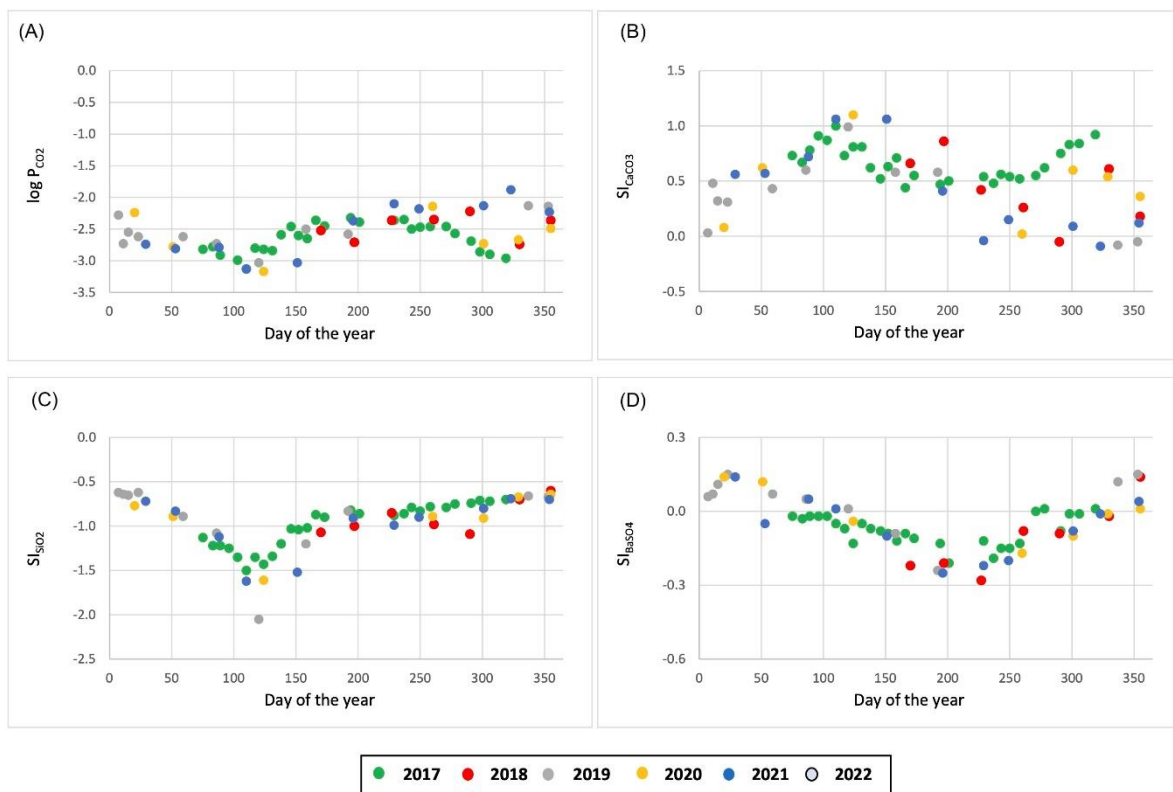 (A)
0.0
-0.5
-1.0
-1.5
-2.0
-2.5
-3.0
-3.5
log PCO2
0 50 100 150 200 250 300 350
Day of the year
(B)
1.5
1.0
0.5
0.0
-0.5
SICaCO3
0 50 100 150 200 250 300 350
Day of the year
(C)
0.0
-0.5
-1.0
-1.5
-2.0
-2.5
SISiO2
0 50 100 150 200 250 300 350
Day of the year
(D)
0.3
0.0
-0.3
-0.6
SIBaSO4
0 50 100 150 200 250 300 350
Day of the year
2017 2018 2019 2020 2021 2022